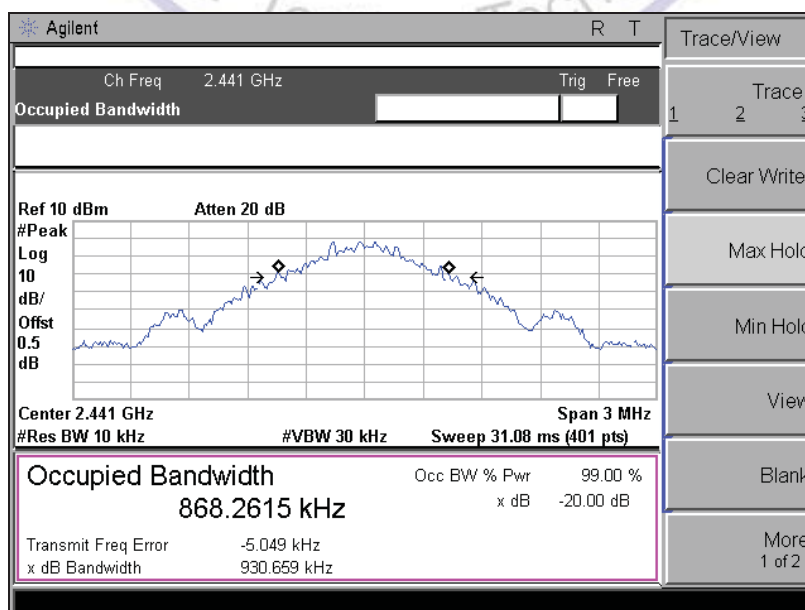 Agilent
R T
Trace/View
Ch Freq 2.441 GHz
Trig Free
Occupied Bandwidth
Trace
1 2
Clear Write
Ref 10 dBm Atten 20 dB
#Peak
Log
10
dB/
Offst
0.5
dB
Max Hold
Min Hold
View
Center 2.441 GHz
Span 3 MHz
#Res BW 10 kHz #VBW 30 kHz Sweep 31.08 ms (401 pts)
Occupied Bandwidth
868.2615 kHz
Occ BW % Pwr 99.00 %
x dB -20.00 dB
Blank
Transmit Freq Error -5.049 kHz
x dB Bandwidth 930.659 kHz
More
1 of 2